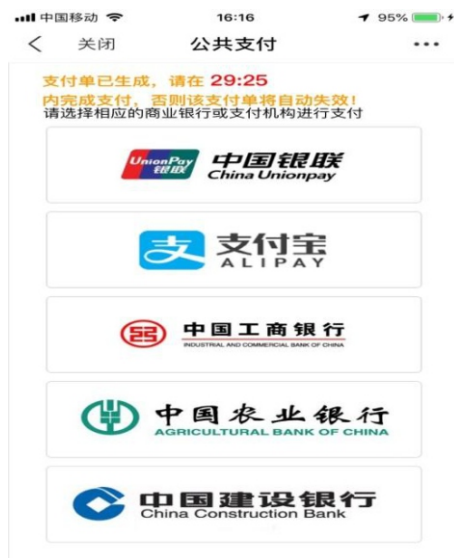 中国移动 16:16 95%
关闭 公共支付 ...
支付单已生成，请在 29:25
内完成支付，否则该支付单将自动失效！
请选择相应的商业银行或支付机构进行支付
UnionPay 中国银联
银联 China Unionpay
支 支付宝
ALIPAY
中国工商银行
INDUSTRIAL AND COMMERCIAL BANK OF CHINA
中国农业银行
AGRICULTURAL BANK OF CHINA
中国建设银行
China Construction Bank